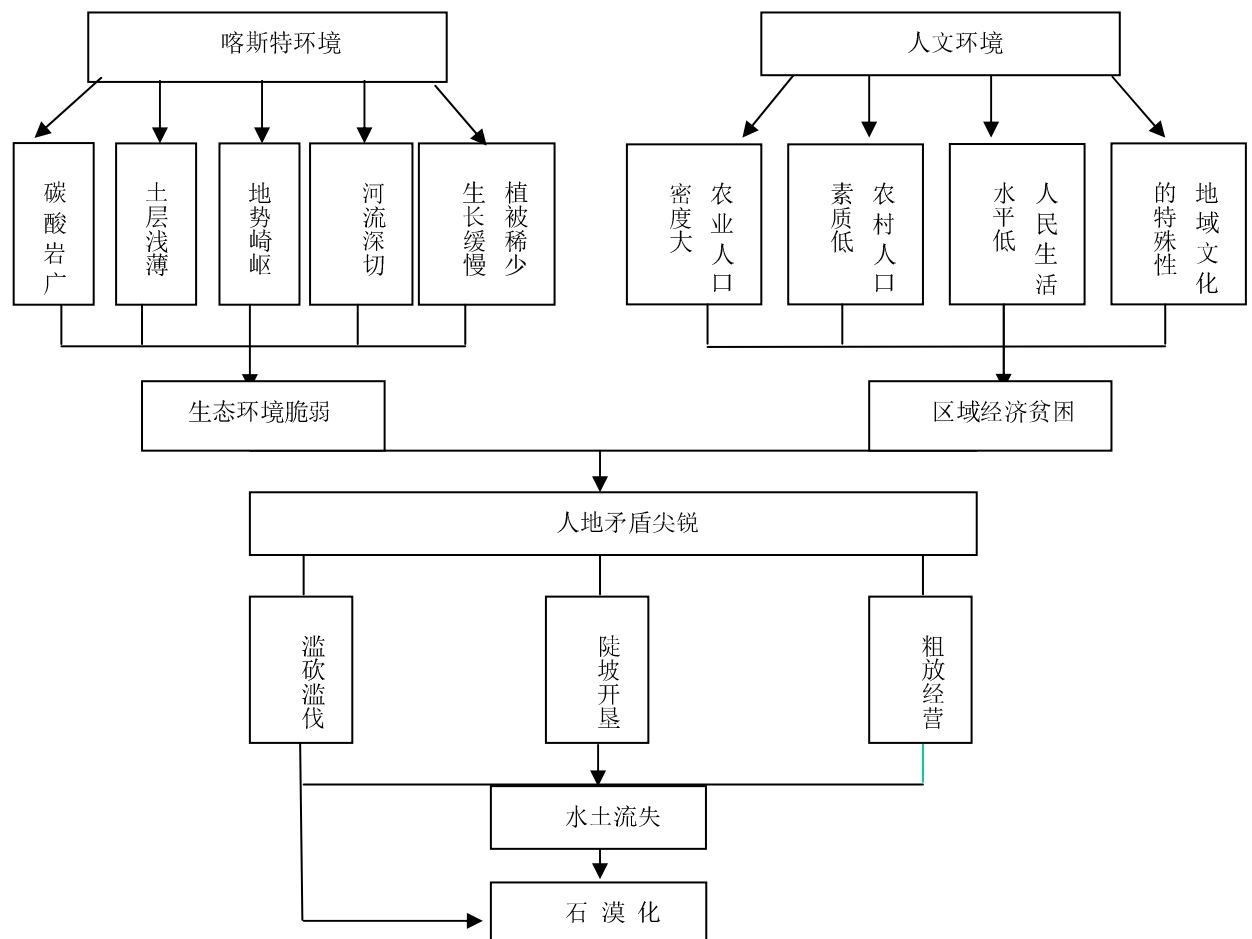 喀斯特环境
人文环境
碳酸岩广
土层浅薄
地势崎岖
河流深切
植被稀少
生长缓慢
农业人口
密度大
农村人口
素质低
人民生活
水平低
地域文化
的特殊性
生态环境脆弱
区域经济贫困
人地矛盾尖锐
滥砍滥伐
陡坡开垦
粗放经营
水土流失
石漠化